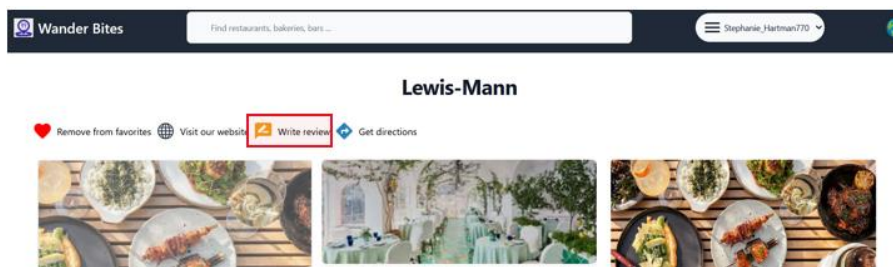 Wander Bites
Find restaurants, bakeries, bars ...
Stephanie_Hartman770
Lewis-Mann
Remove from favorites
Visit our website
Write review
Get directions